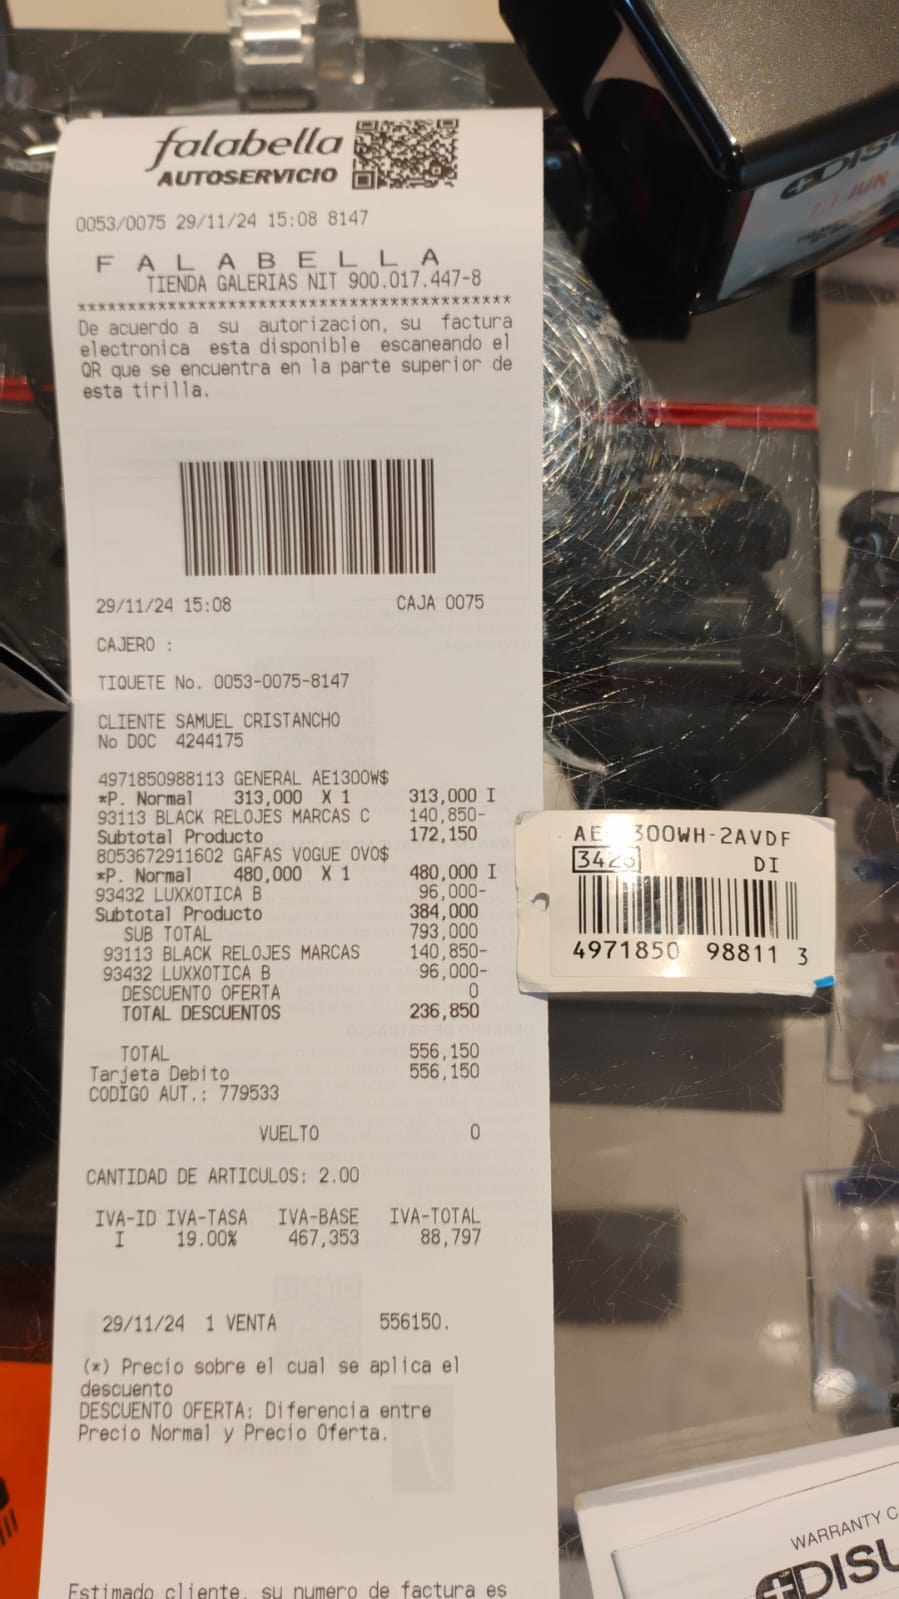 falabella
AUTOSERVICIO
0053/0075 29/11/24 15:08 8147
F A L A B E L L A
TIENDA GALERIAS NIT 900.017.447-8
********************************************
De acuerdo a su autorizacion, su factura
electronica esta disponible escaneando el
QR que se encuentra en la parte superior de
esta tirilla.
29/11/24 15:08 CAJA 0075
CAJERO :
TIQUETE No. 0053-0075-8147
CLIENTE SAMUEL CRISTANCHO
No DOC 4244175
4971850988113 GENERAL AE1300W$
*P. Normal 313,000 X 1 313,000 I
93113 BLACK RELOJES MARCAS C 140,850-
Subtotal Producto 172,150
8053672911602 GAFAS VOGUE OVO$
*P. Normal 480,000 X 1 480,000 I
93432 LUXXOTICA B 96,000-
Subtotal Producto 384,000
SUB TOTAL 793,000
93113 BLACK RELOJES MARCAS 140,850-
93432 LUXXOTICA B 96,000-
DESCUENTO OFERTA 0
TOTAL DESCUENTOS 236,850
TOTAL 556,150
Tarjeta Debito 556,150
CODIGO AUT.: 779533
VUELTO 0
CANTIDAD DE ARTICULOS: 2.00
IVA-ID IVA-TASA IVA-BASE IVA-TOTAL
I 19.00% 467,353 88,797
29/11/24 1 VENTA 556150.
(*) Precio sobre el cual se aplica el
descuento
DESCUENTO OFERTA: Diferencia entre
Precio Normal y Precio Oferta.
Estimado cliente, su numero de factura es
300WH-2AVDF
DI
4971850 98811 3
JUN
WARRANTY C
DISU